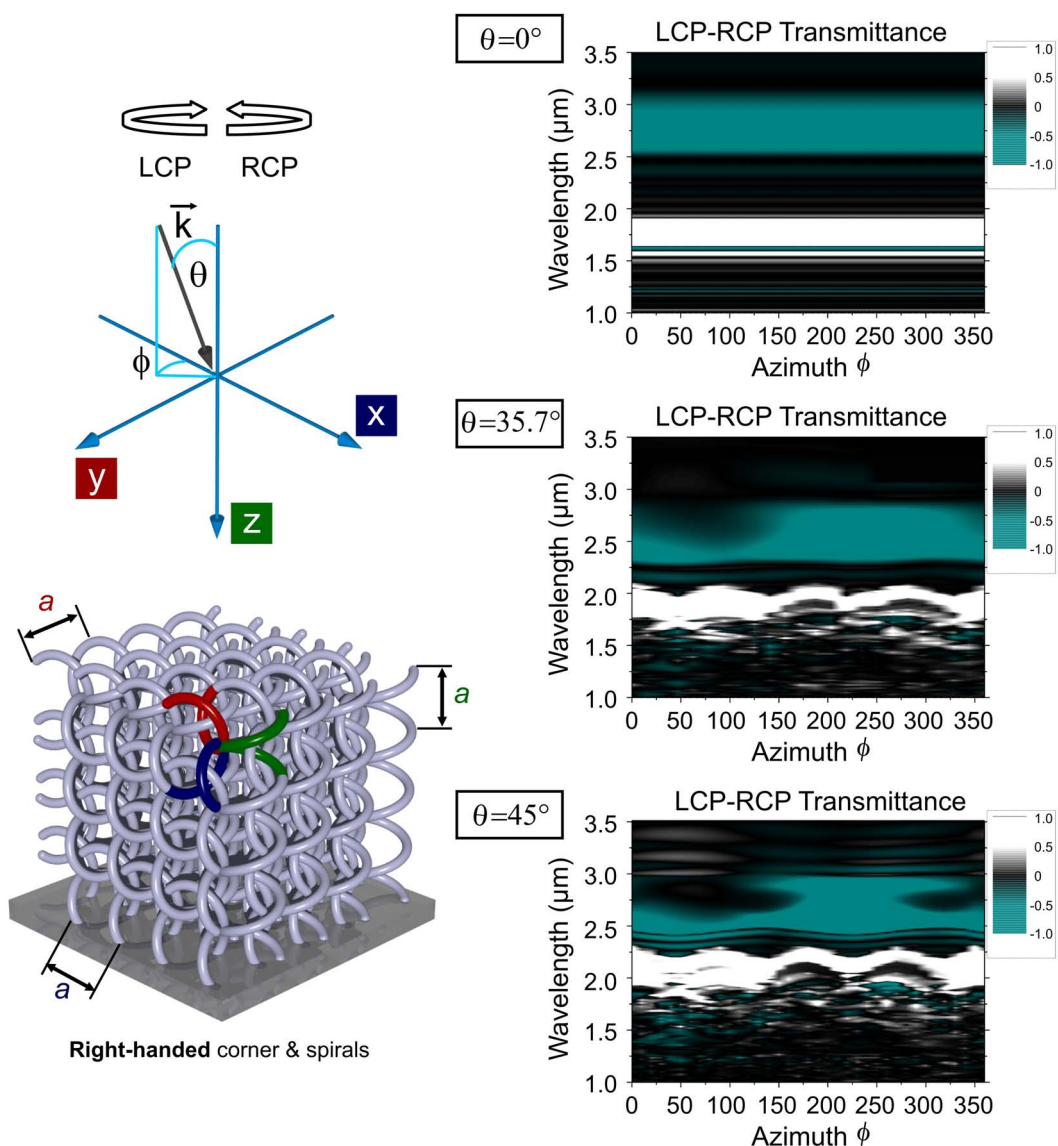 LCP RCP
k
θ
ϕ
x
y
z
a
a
a
Right-handed corner & spirals
θ=0°
LCP-RCP Transmittance
Wavelength (μm)
3.5
3.0
2.5
2.0
1.5
1.0
0 50 100 150 200 250 300 350
Azimuth ϕ
1.0
0.5
0
-0.5
-1.0
θ=35.7°
LCP-RCP Transmittance
Wavelength (μm)
3.5
3.0
2.5
2.0
1.5
1.0
0 50 100 150 200 250 300 350
Azimuth ϕ
1.0
0.5
0
-0.5
-1.0
θ=45°
LCP-RCP Transmittance
Wavelength (μm)
3.5
3.0
2.5
2.0
1.5
1.0
0 50 100 150 200 250 300 350
Azimuth ϕ
1.0
0.5
0
-0.5
-1.0